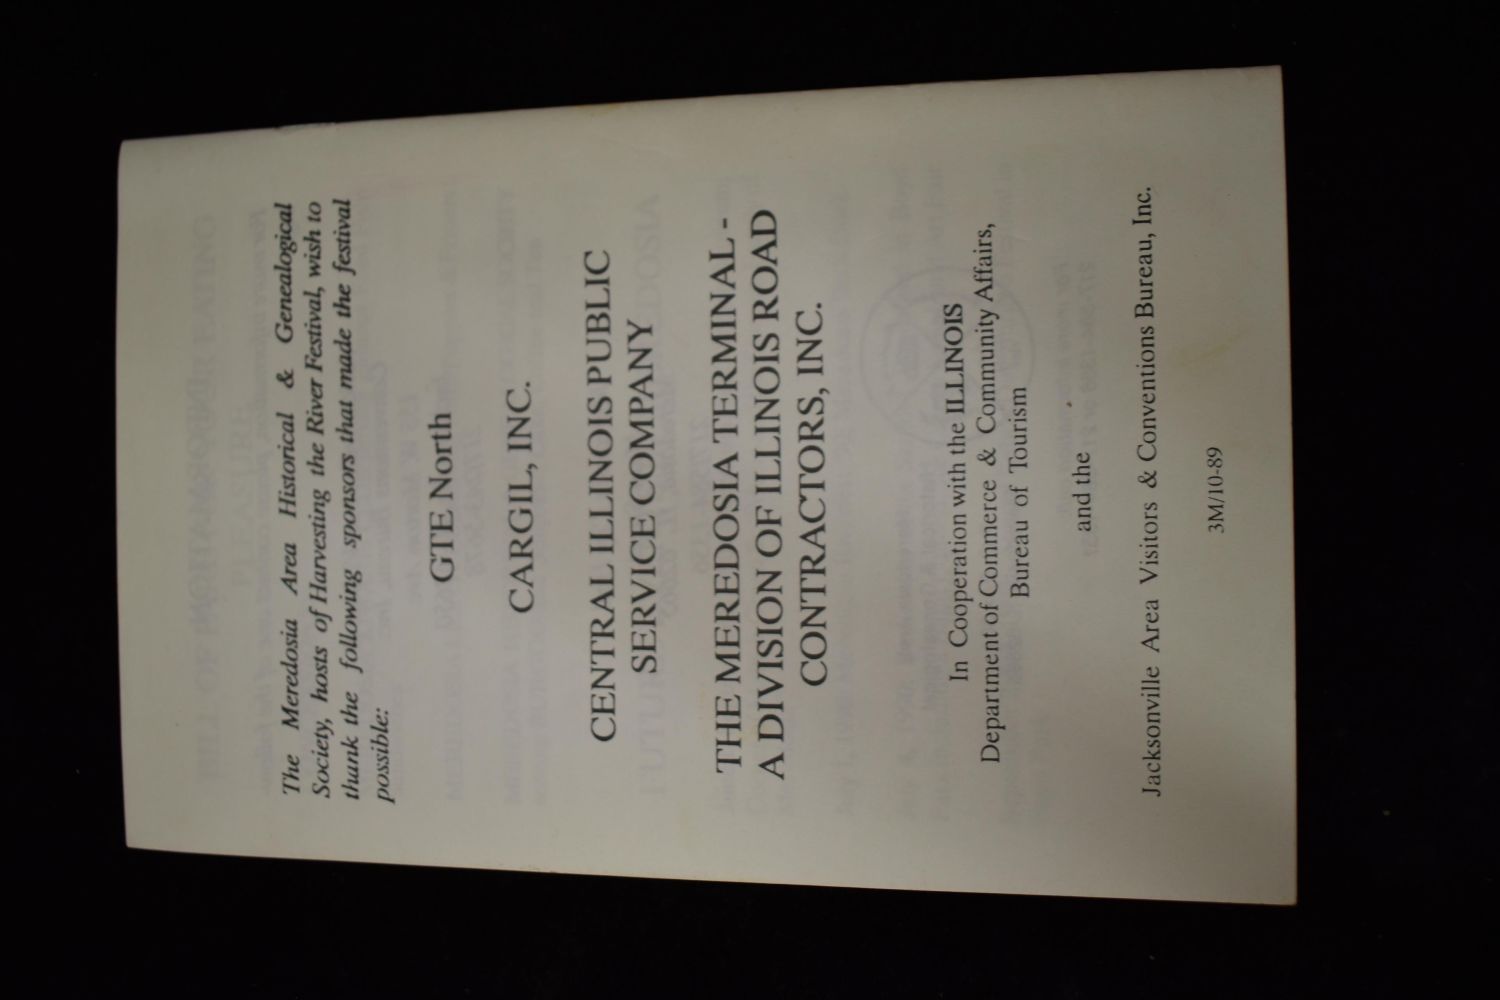 The Meredosia Area Historical & Genealogical
Society, hosts of Harvesting the River Festival, wish to
thank the following sponsors that made the festival
possible:
GTE North
CARGIL, INC.
CENTRAL ILLINOIS PUBLIC
SERVICE COMPANY
THE MEREDOSIA TERMINAL -
A DIVISION OF ILLINOIS ROAD
CONTRACTORS, INC.
In Cooperation with the ILLINOIS
Department of Commerce & Community Affairs,
Bureau of Tourism
and the
Jacksonville Area Visitors & Conventions Bureau, Inc.
3M/10-89